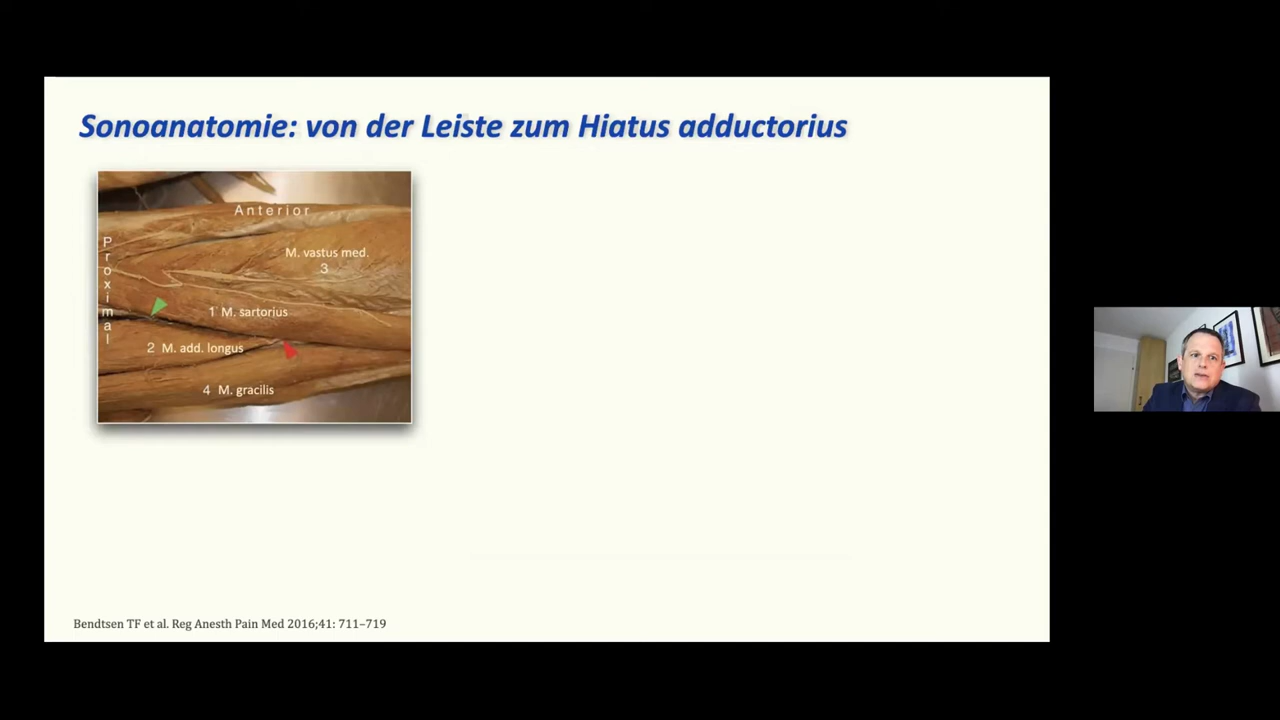 Sonoanatomie: von der Leiste zum Hiatus adductorius
Anterior
Proximal
M. vastus med.
3
1 M. sartorius
2 M. add. longus
4 M. gracilis
Bendtsen TF et al. Reg Anesth Pain Med 2016;41: 711–719